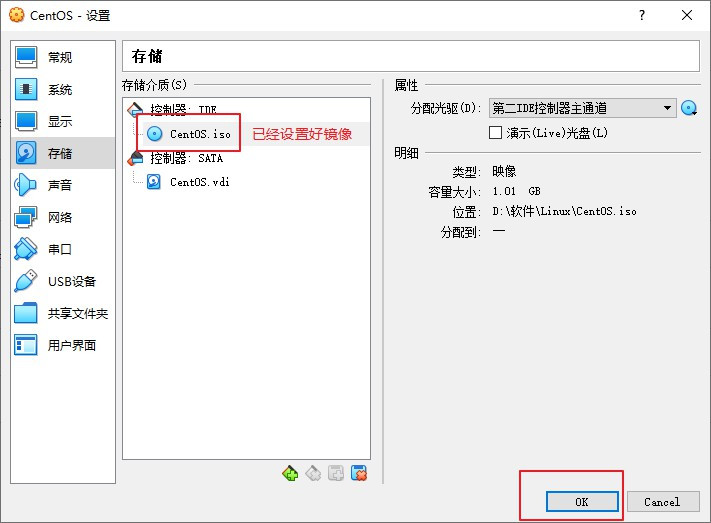 CentOS - 设置
?
常规
系统
显示
存储
声音
网络
串口
USB设备
共享文件夹
用户界面
存储
存储介质(S)
控制器: IDE
CentOS.iso
已经设置好镜像
控制器: SATA
CentOS.vdi
属性
分配光驱(D): 第二IDE控制器主通道
演示(Live)光盘(L)
明细
类型: 映像
容量大小: 1.01 GB
位置: D:\软件\Linux\CentOS.iso
分配到: —
OK
Cancel